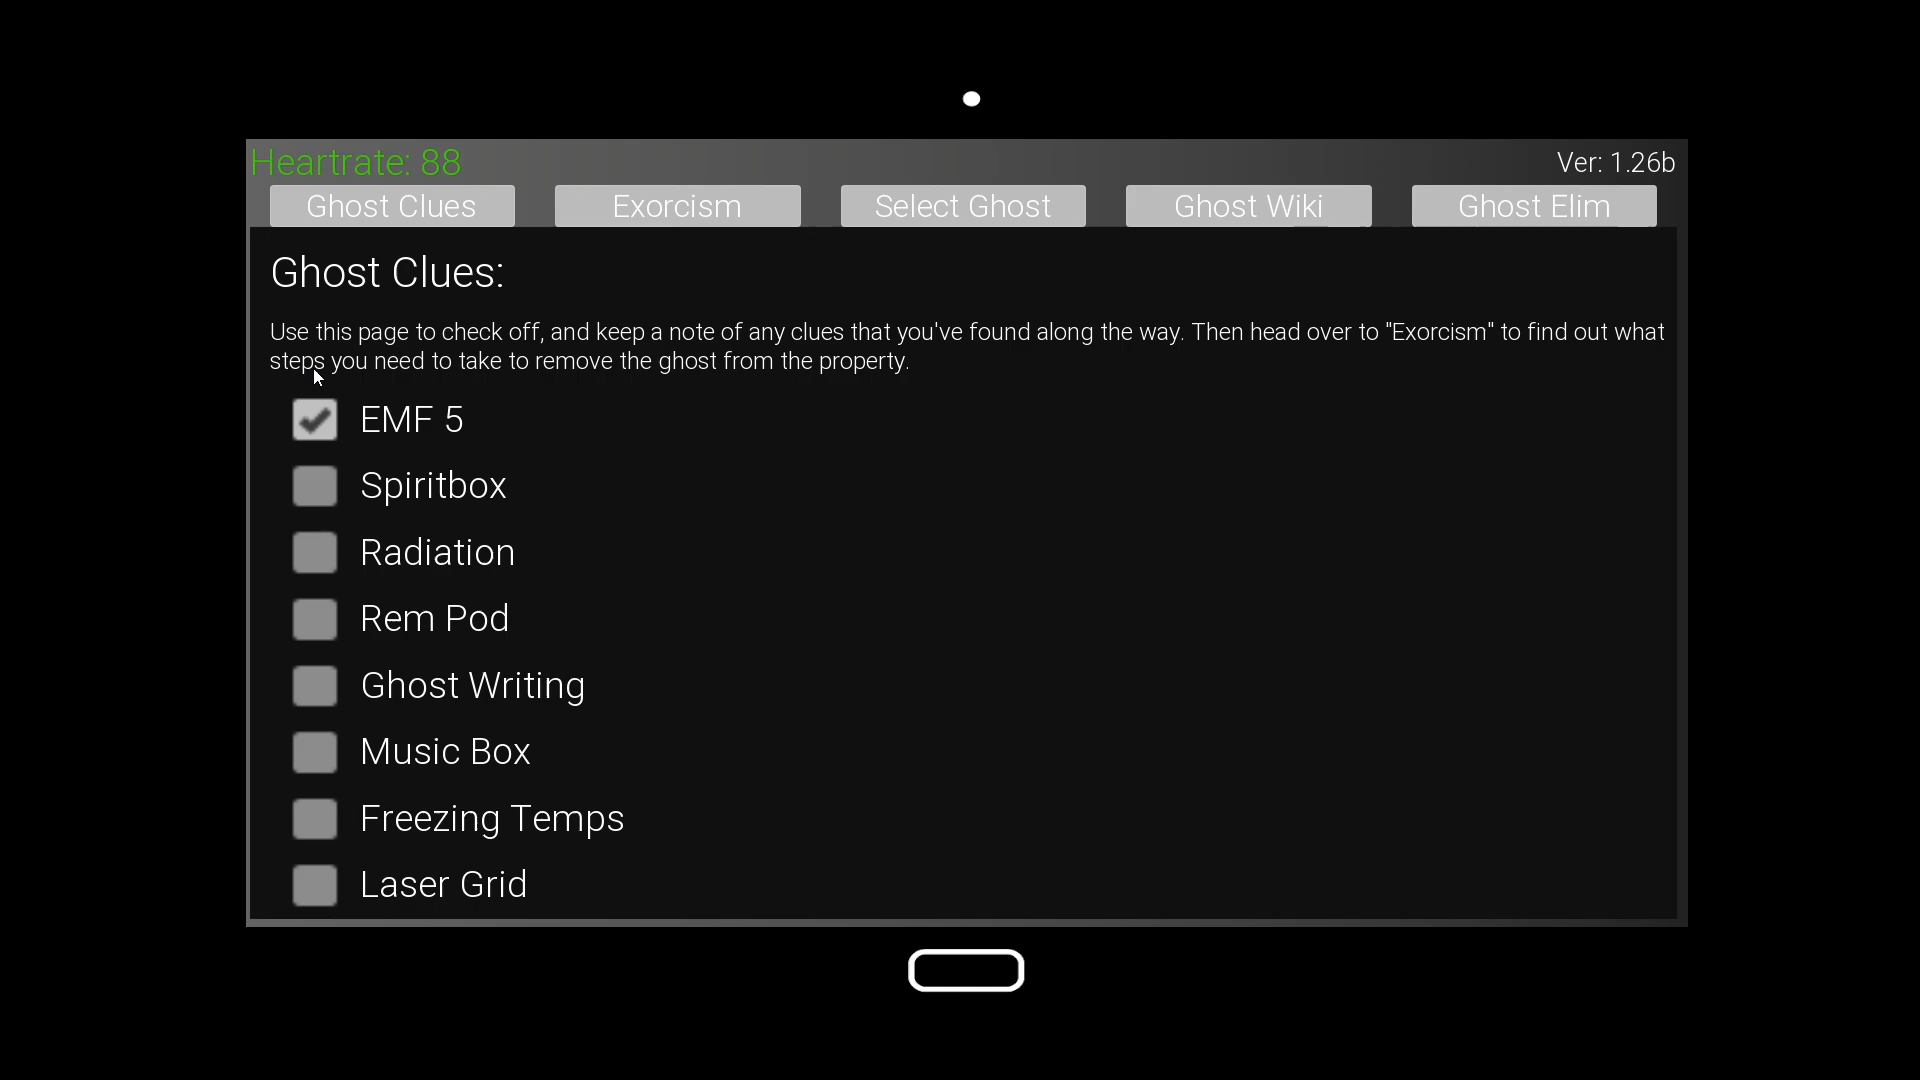 Heartrate: 88
Ver: 1.26b
Ghost Clues
Exorcism
Select Ghost
Ghost Wiki
Ghost Elim
Ghost Clues:
Use this page to check off, and keep a note of any clues that you've found along the way. Then head over to "Exorcism" to find out what
steps you need to take to remove the ghost from the property.
EMF 5
Spiritbox
Radiation
Rem Pod
Ghost Writing
Music Box
Freezing Temps
Laser Grid